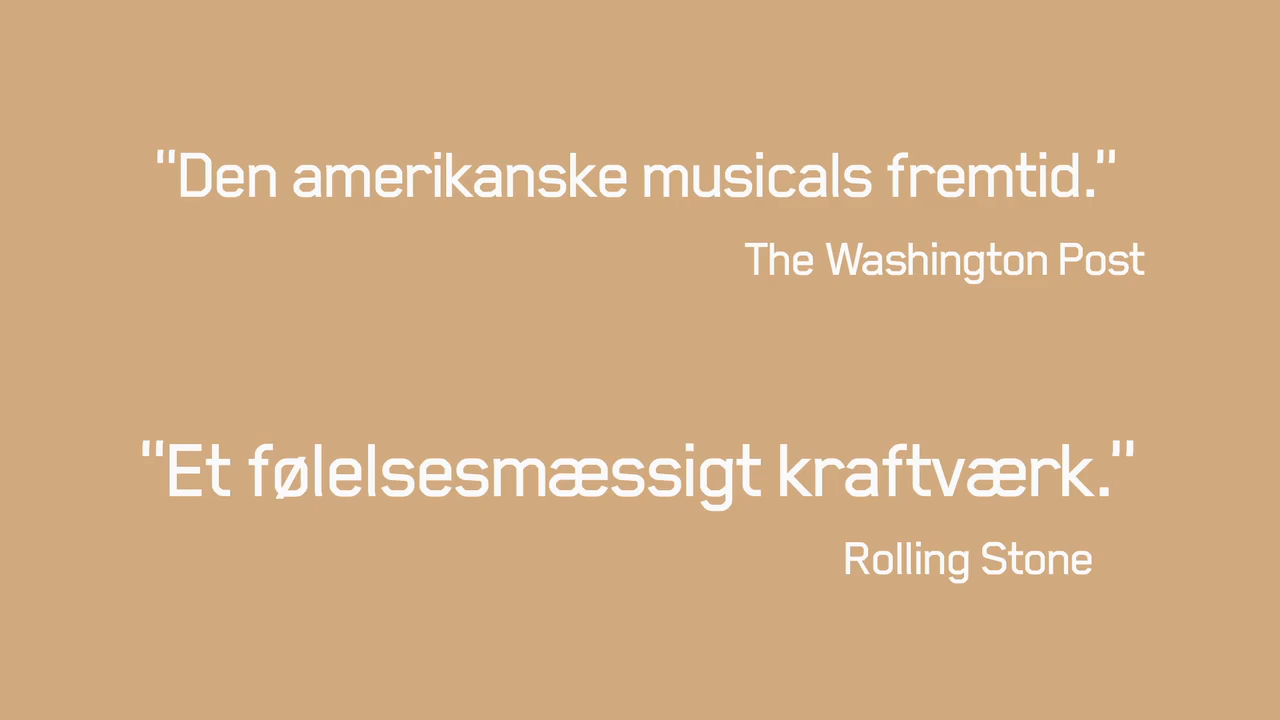 "Den amerikanske musicals fremtid."
The Washington Post
"Et følelsesmæssigt kraftværk."
Rolling Stone